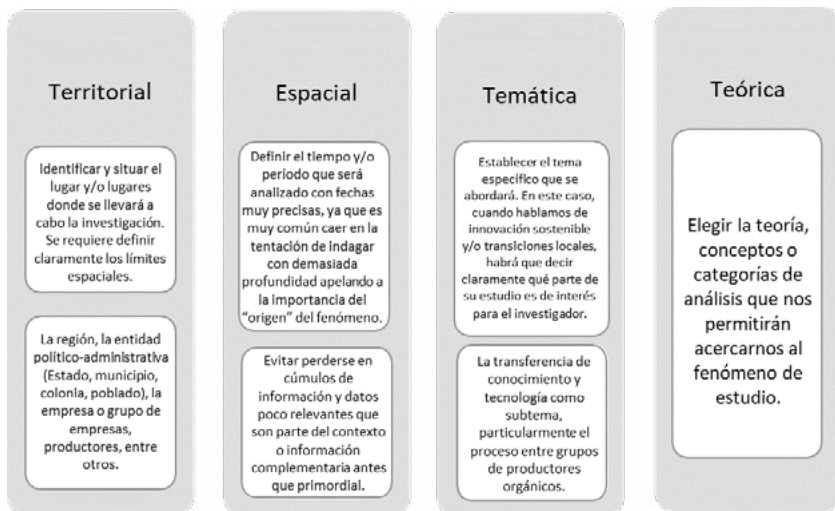 Territorial
Identificar y situar el
lugar y/o lugares
donde se llevará a
cabo la investigación.
Se requiere definir
claramente los límites
espaciales.
La región, la entidad
político-administrativa
(Estado, municipio,
colonia, poblado), la
empresa o grupo de
empresas,
productores, entre
otros.
Espacial
Definir el tiempo y/o
período que será
analizado con fechas
muy precisas, ya que es
muy común caer en la
tentación de indagar
con demasiada
profundidad apelando a
la importancia del
“origen” del fenómeno.
Evitar perderse en
cúmulos de
información y datos
poco relevantes que
son parte del contexto
o información
complementaria antes
que primordial.
Temática
Establecer el tema
específico que se
abordará. En este caso,
cuando hablamos de
innovación sostenible
y/o transiciones locales,
habrá que decir
claramente qué parte de
su estudio es de interés
para el investigador.
La transferencia de
conocimiento y
tecnología como
subtema,
particularmente el
proceso entre grupos
de productores
orgánicos.
Teórica
Elegir la teoría,
conceptos o
categorías de
análisis que nos
permitirán
acercarnos al
fenómeno de
estudio.